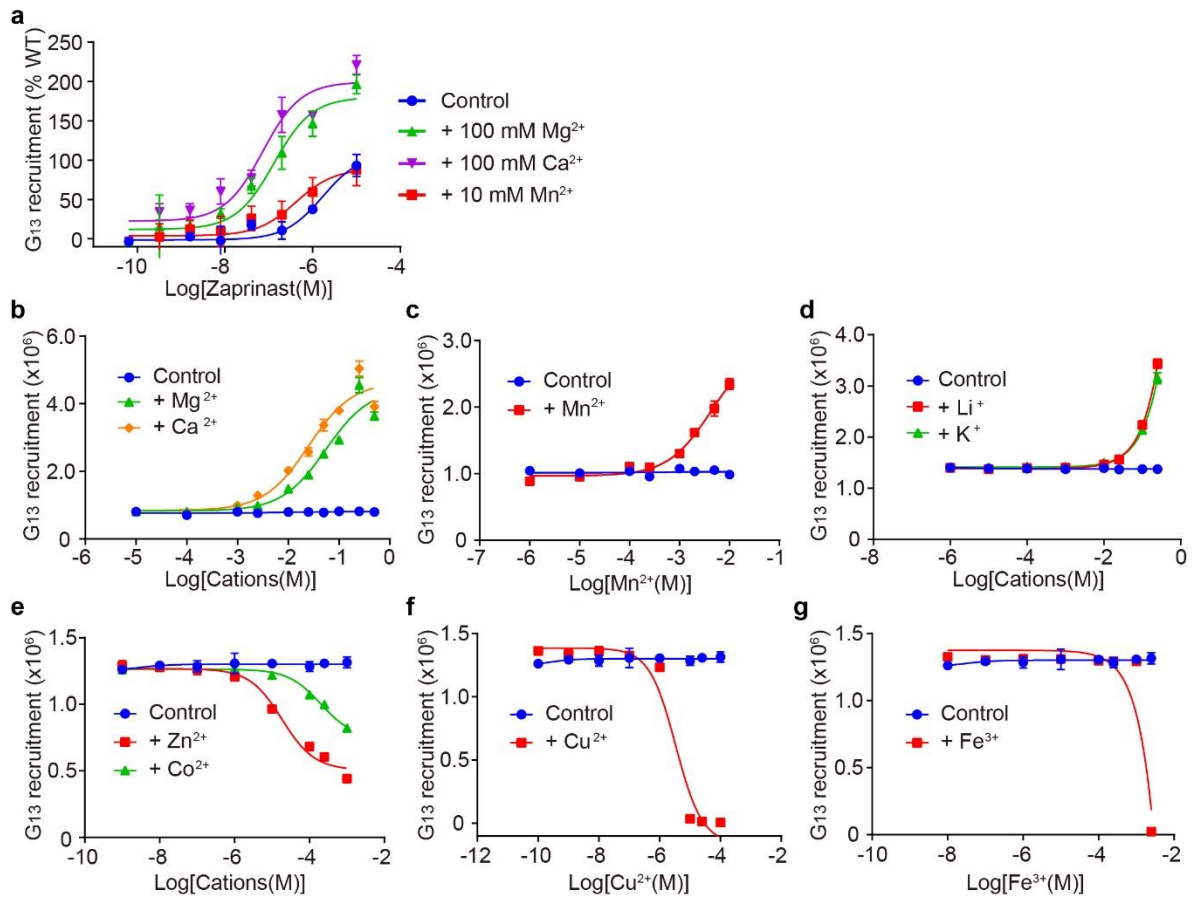 a
G13 recruitment (% WT)
250
200
150
100
50
0
-10
-8
-6
-4
Log[Zaprinast(M)]
Control
+ 100 mM Mg2+
+ 100 mM Ca2+
+ 10 mM Mn2+
b
G13 recruitment (x10⁶)
6.0
4.0
2.0
0
-6
-5
-4
-3
-2
-1
0
Log[Cations(M)]
Control
+ Mg2+
+ Ca 2+
c
G13 recruitment (x10⁶)
3.0
2.0
1.0
0
-7
-6
-5
-4
-3
-2
-1
Log[Mn2+(M)]
Control
+ Mn2+
d
G13 recruitment (x10⁶)
4.0
3.0
2.0
1.0
0
-8
-6
-4
-2
0
Log[Cations(M)]
Control
+ Li+
+ K+
e
G13 recruitment (x10⁶)
1.5
1.0
0.5
0
-10
-8
-6
-4
-2
Log[Cations(M)]
Control
+ Zn2+
+ Co2+
f
G13 recruitment (x10⁶)
1.5
1.0
0.5
0
-12
-10
-8
-6
-4
-2
Log[Cu2+(M)]
Control
+ Cu2+
g
G13 recruitment (x10⁶)
1.5
1.0
0.5
0
-10
-8
-6
-4
-2
Log[Fe3+(M)]
Control
+ Fe3+